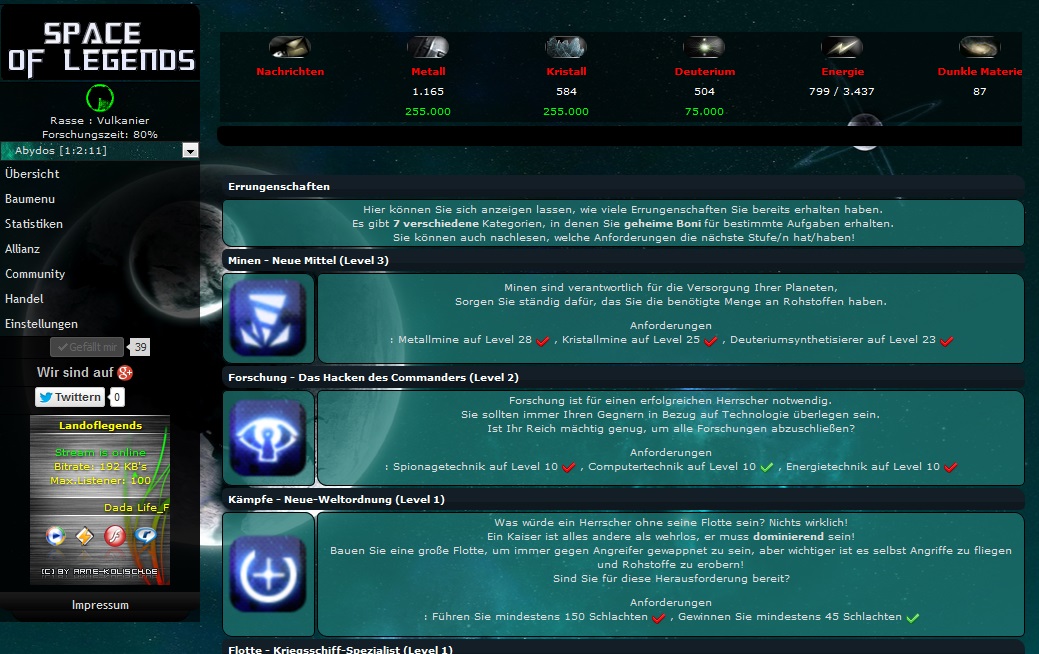 SPACE
OF LEGENDS
Rasse : Vulkanier
Forschungszeit: 80%
Abydos [1:2:11]
Übersicht
Baumenu
Statistiken
Allianz
Community
Handel
Einstellungen
Gefällt mir 39
Wir sind auf g+
Twittern 0
Landoflegends
Stream is online
Bitrate: 192 KB's
Max.Listener: 100
Dada Life_F
(C) BY ARNE-KOLISCH.DE
Impressum
Nachrichten Metall Kristall Deuterium Energie Dunkle Materie
1.165 584 504 799 / 3.437 87
255.000 255.000 75.000
Errungenschaften
Hier können Sie sich anzeigen lassen, wie viele Errungenschaften Sie bereits erhalten haben.
Es gibt 7 verschiedene Kategorien, in denen Sie geheime Boni für bestimmte Aufgaben erhalten.
Sie können auch nachlesen, welche Anforderungen die nächste Stufe/n hat/haben!
Minen - Neue Mittel (Level 3)
Minen sind verantwortlich für die Versorgung Ihrer Planeten,
Sorgen Sie ständig dafür, das Sie die benötigte Menge an Rohstoffen haben.
Anforderungen
: Metallmine auf Level 28 , Kristallmine auf Level 25 , Deuteriumsynthetisierer auf Level 23
Forschung - Das Hacken des Commanders (Level 2)
Forschung ist für einen erfolgreichen Herrscher notwendig.
Sie sollten immer Ihren Gegnern in Bezug auf Technologie überlegen sein.
Ist Ihr Reich mächtig genug, um alle Forschungen abzuschließen?
Anforderungen
: Spionagetechnik auf Level 10 , Computertechnik auf Level 10 , Energietechnik auf Level 10
Kämpfe - Neue-Weltordnung (Level 1)
Was würde ein Herrscher ohne seine Flotte sein? Nichts wirklich!
Ein Kaiser ist alles andere als wehrlos, er muss dominierend sein!
Bauen Sie eine große Flotte, um immer gegen Angreifer gewappnet zu sein, aber wichtiger ist es selbst Angriffe zu fliegen
und Rohstoffe zu erobern!
Sind Sie für diese Herausforderung bereit?
Anforderungen
: Führen Sie mindestens 150 Schlachten , Gewinnen Sie mindestens 45 Schlachten
Flotte - Kriegsschiff-Spezialist (Level 1)